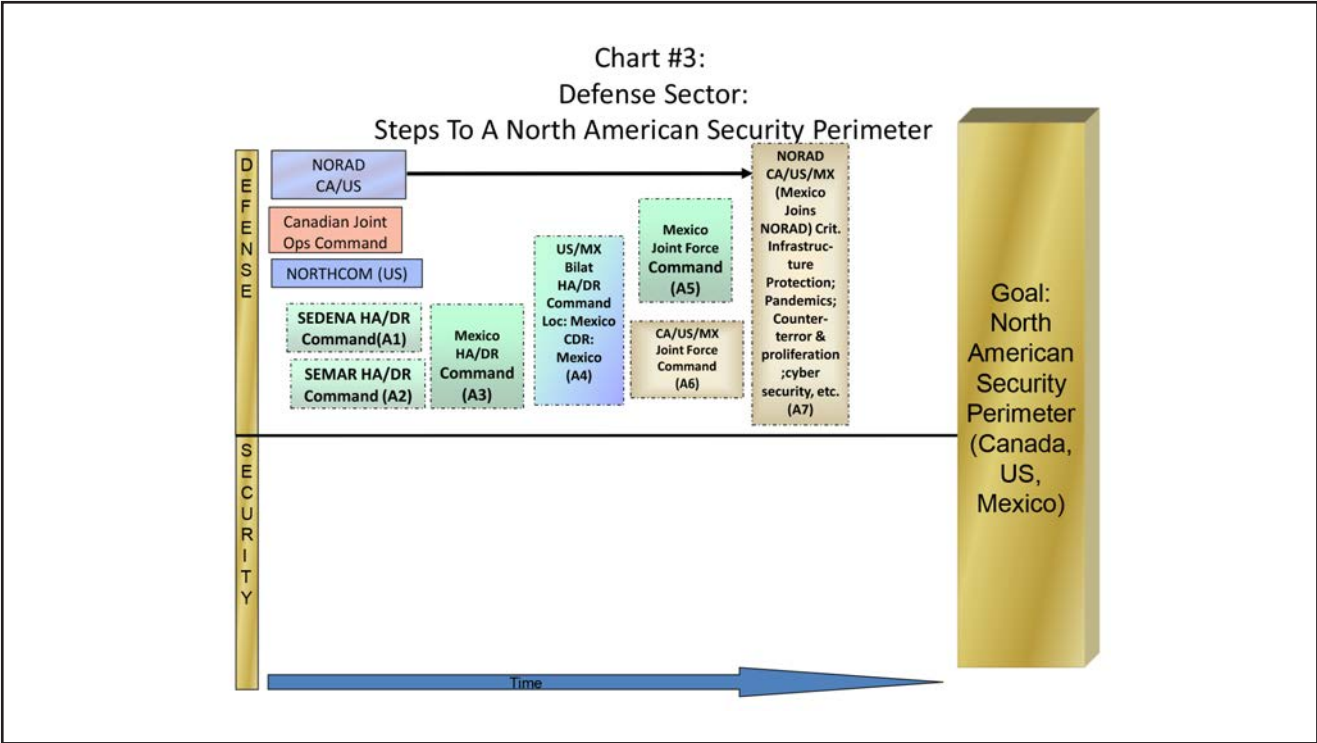 Chart #3:
Defense Sector:
Steps To A North American Security Perimeter
D
E
F
E
N
S
E
NORAD
CA/US
Canadian Joint
Ops Command
NORTHCOM (US)
SEDENA HA/DR
Command(A1)
SEMAR HA/DR
Command (A2)
Mexico
HA/DR
Command
(A3)
US/MX
Bilat
HA/DR
Command
Loc: Mexico
CDR:
Mexico
(A4)
Mexico
Joint Force
Command
(A5)
CA/US/MX
Joint Force
Command
(A6)
NORAD
CA/US/MX
(Mexico
Joins
NORAD) Crit.
Infrastruc-
ture
Protection;
Pandemics;
Counter-
terror &
proliferation
;cyber
security, etc.
(A7)
Goal:
North
American
Security
Perimeter
(Canada,
US,
Mexico)
S
E
C
U
R
I
T
Y
Time